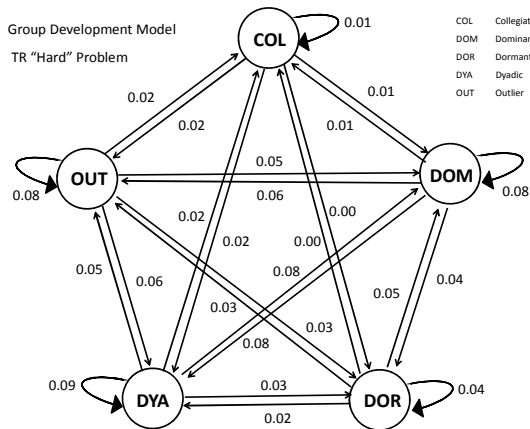 Group Development Model
TR “Hard” Problem
COL Collegiat
DOM Dominan
DOR Dormant
DYA Dyadic
OUT Outlier
0.01
COL
0.02
0.02
0.01
0.01
OUT
0.08
0.05
0.06
DOM
0.08
0.02
0.02
0.00
0.00
0.05
0.06
0.08
0.08
0.03
0.03
0.05
0.04
0.09
DYA
0.03
0.02
DOR
0.04